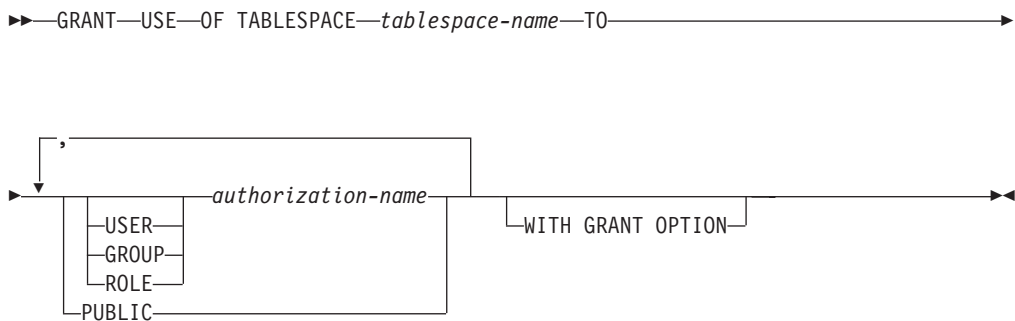 GRANT USE OF TABLESPACE tablespace-name TO
,
authorization-name
USER
GROUP
ROLE
PUBLIC
WITH GRANT OPTION